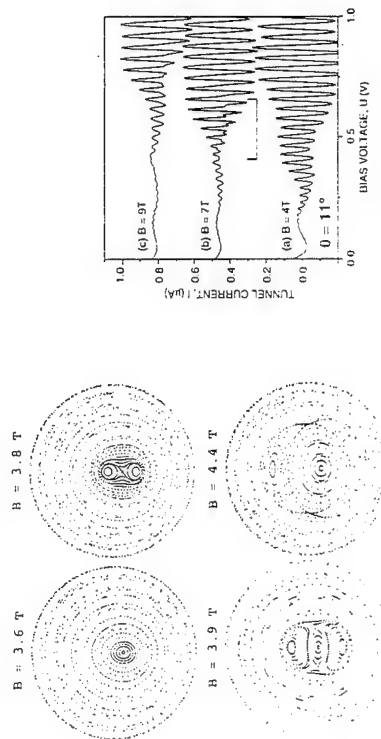 B = 3.6 T
B = 3.8 T
B = 3.9 T
B = 4.4 T
1.0
0.8
0.6
0.4
0.2
0.0
TUNNEL CURRENT, I (μA)
(c) B = 9T
(b) B = 7T
(a) B = 4T
θ = 11°
0.0
0.5
1.0
BIAS VOLTAGE, U (V)